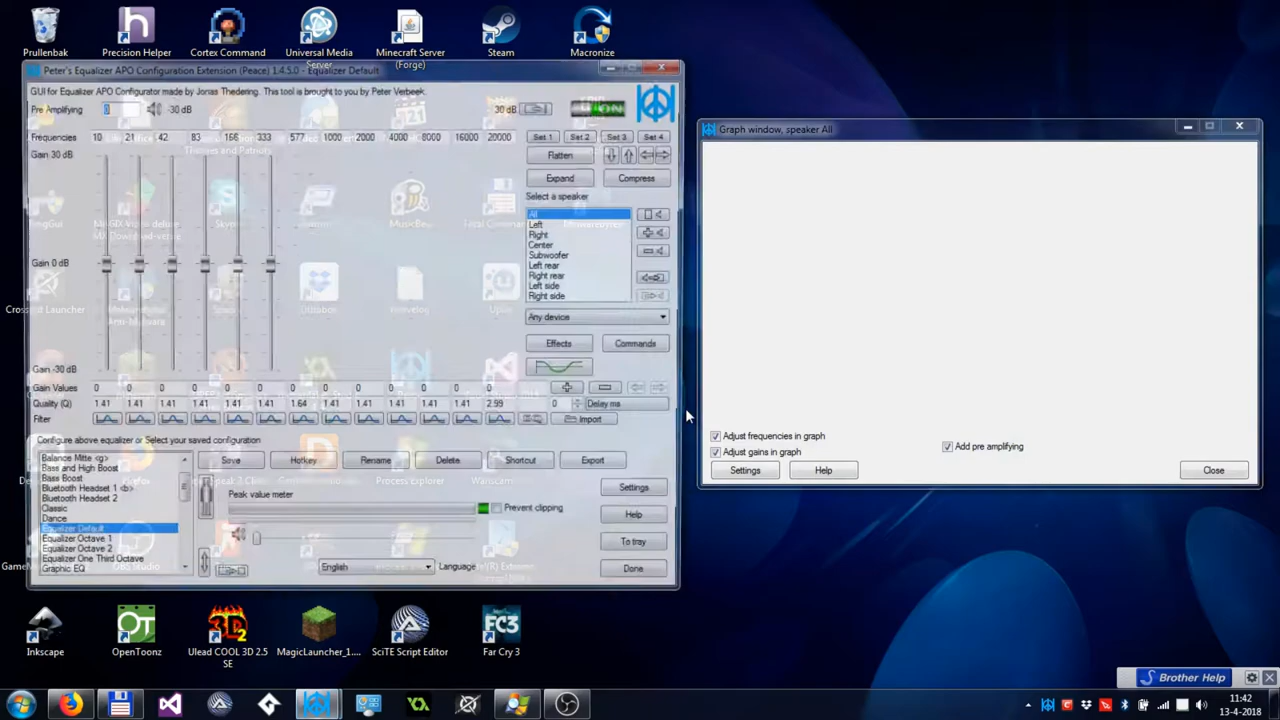 Prullenbak
Precision Helper
Cortex Command
Universal Media
Server
Minecraft Server
(Forge)
Steam
Macronize
Peter's Equalizer APO Configuration Extension (Peace) 1.4.5.0 - Equalizer Default
GUI for Equalizer APO Configurator made by Jonas Thedering. This tool is brought to you by Peter Verbeek.
Pre Amplifying
0
-30 dB
30 dB
ON
Frequencies
10 21 42 83 166 333 577 1000 2000 4000 8000 16000 20000
Set 1 Set 2 Set 3 Set 4
Gain 30 dB
Flatten
Expand
Compress
Select a speaker
All
Left
Right
Center
Subwoofer
Left rear
Right rear
Left side
Right side
Gain 0 dB
Any device
Effects
Commands
Gain -30 dB
Gain Values
0 0 0 0 0 0 0 0 0 0 0 0 0
Quality (Q)
1.41 1.41 1.41 1.41 1.41 1.41 1.64 1.41 1.41 1.41 1.41 1.41 2.99
0
Delay ms
Filter
Import
Configure above equalizer or Select your saved configuration
Balance Mitte <g>
Bass and High Boost
Bass Boost
Bluetooth Headset 1 <b>
Bluetooth Headset 2
Classic
Dance
Equalizer Default
Equalizer Octave 1
Equalizer Octave 2
Equalizer One Third Octave
Graphic EQ
Save
Hotkey
Rename
Delete
Shortcut
Export
Peak value meter
Prevent clipping
Settings
Help
To tray
Done
English
Language
Graph window, speaker All
Adjust frequencies in graph
Adjust gains in graph
Add pre amplifying
Settings
Help
Close
Process Explorer
Wanscam
Inkscape
OpenToonz
Ulead COOL 3D 2.5
SE
MagicLauncher_1....
SciTE Script Editor
Far Cry 3
Brother Help
11:42
13-4-2018